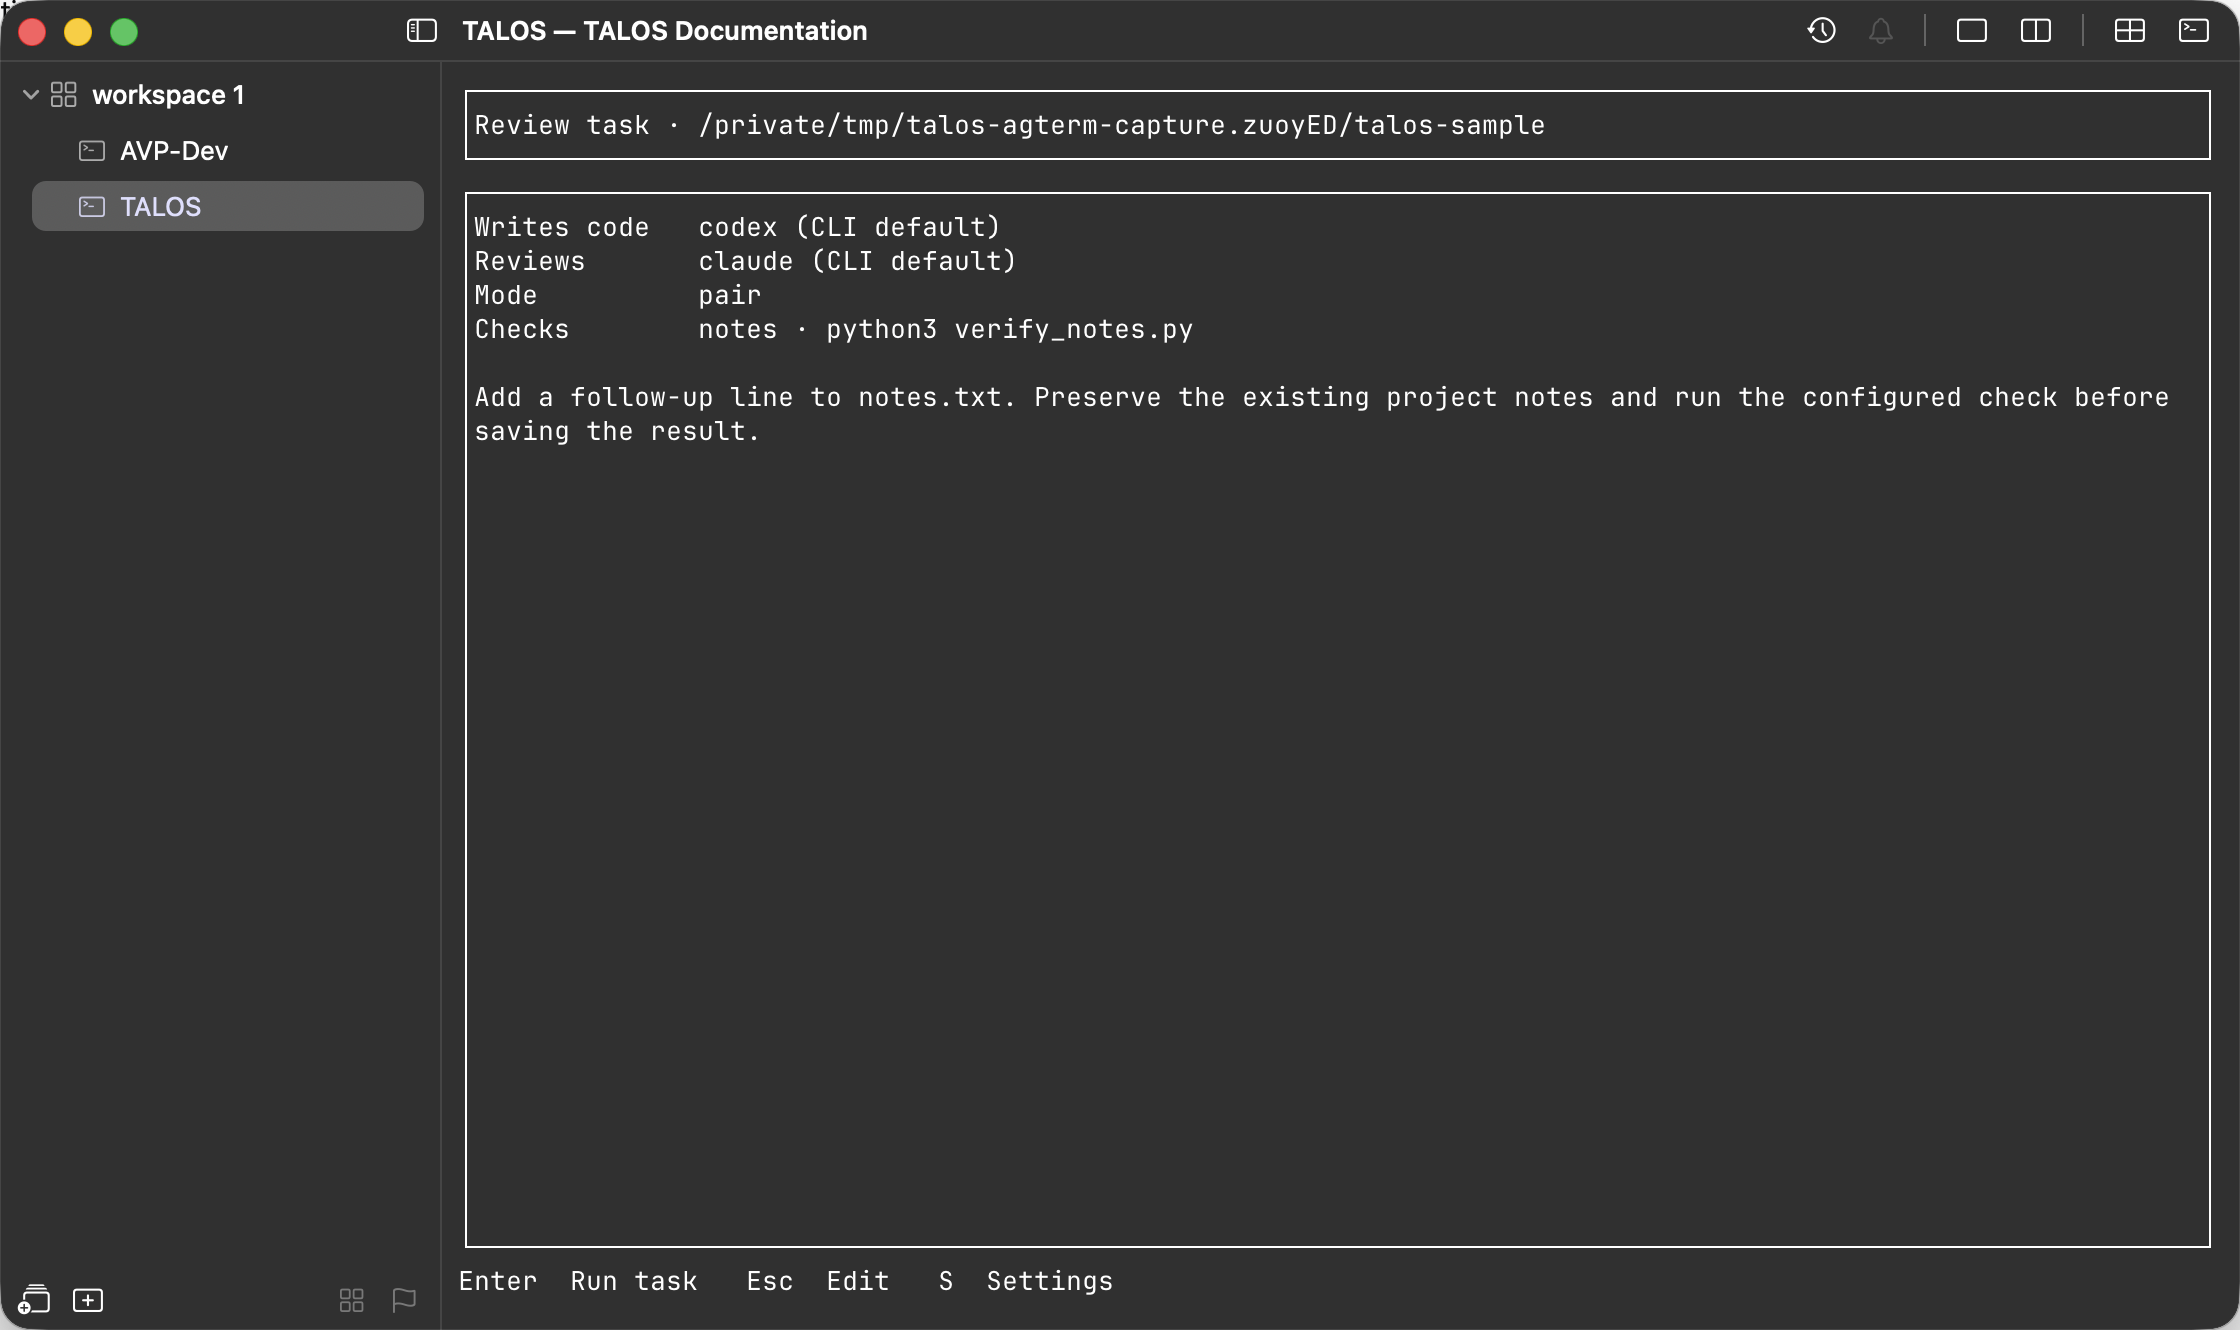 TALOS — TALOS Documentation
workspace 1
AVP-Dev
TALOS
Review task · /private/tmp/talos-agterm-capture.zuoyED/talos-sample
Writes code codex (CLI default)
Reviews claude (CLI default)
Mode pair
Checks notes · python3 verify_notes.py
Add a follow-up line to notes.txt. Preserve the existing project notes and run the configured check before
saving the result.
Enter Run task Esc Edit S Settings